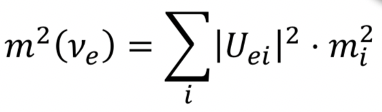 m²(νₑ) = ∑ᵢ |Uₑᵢ|² · mᵢ²